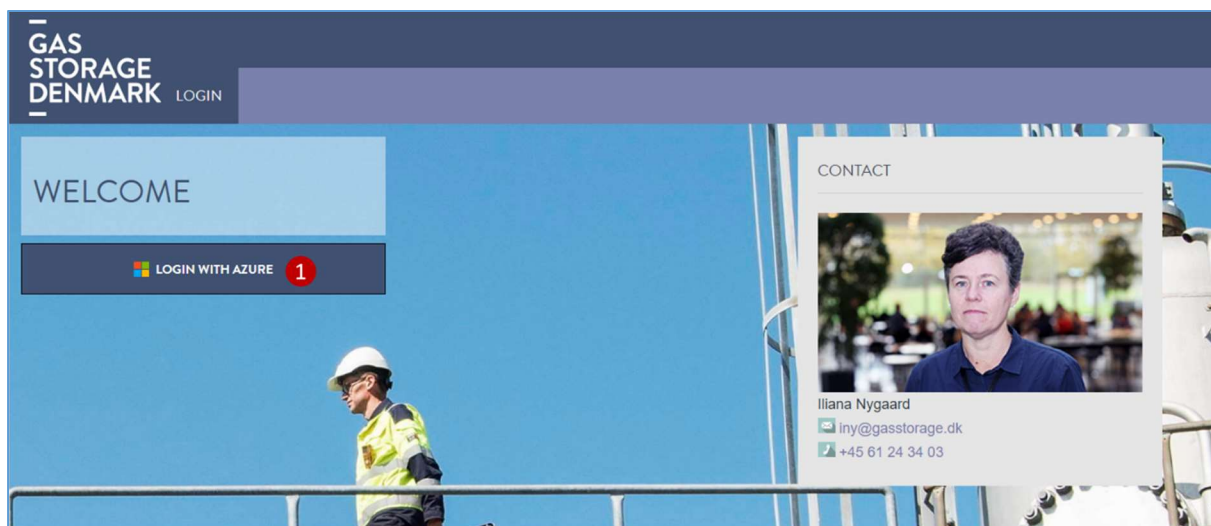 GAS
STORAGE
DENMARK LOGIN
WELCOME
LOGIN WITH AZURE 1
CONTACT
Iliana Nygaard
iny@gasstorage.dk
+45 61 24 34 03